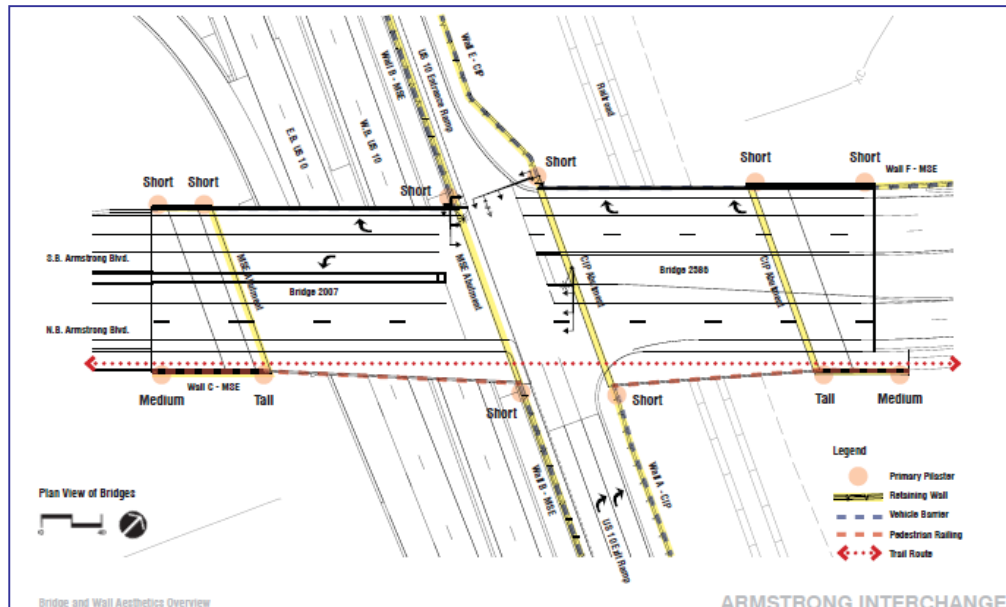 Wall E - CIP
US 10 Entrance Ramp
Wall B - MSE
Railroad
XC
W.B. US 10
E.B. US 10
Short
Short
Short
Short
Short
Short
Wall F - MSE
S.B. Armstrong Blvd.
MSE Abutment
MSE Abutment
CIP Abutment
CIP Abutment
Bridge 2586
Bridge 2007
N.B. Armstrong Blvd.
Wall C - MSE
Medium
Tall
Short
Short
Tall
Medium
Wall B - MSE
Wall A - CIP
US 10 Exit Ramp
Legend
Primary Pilaster
Retaining Wall
Vehicle Barrier
Pedestrian Railing
Trail Route
Plan View of Bridges
Bridge and Wall Aesthetics Overview
ARMSTRONG INTERCHANGE